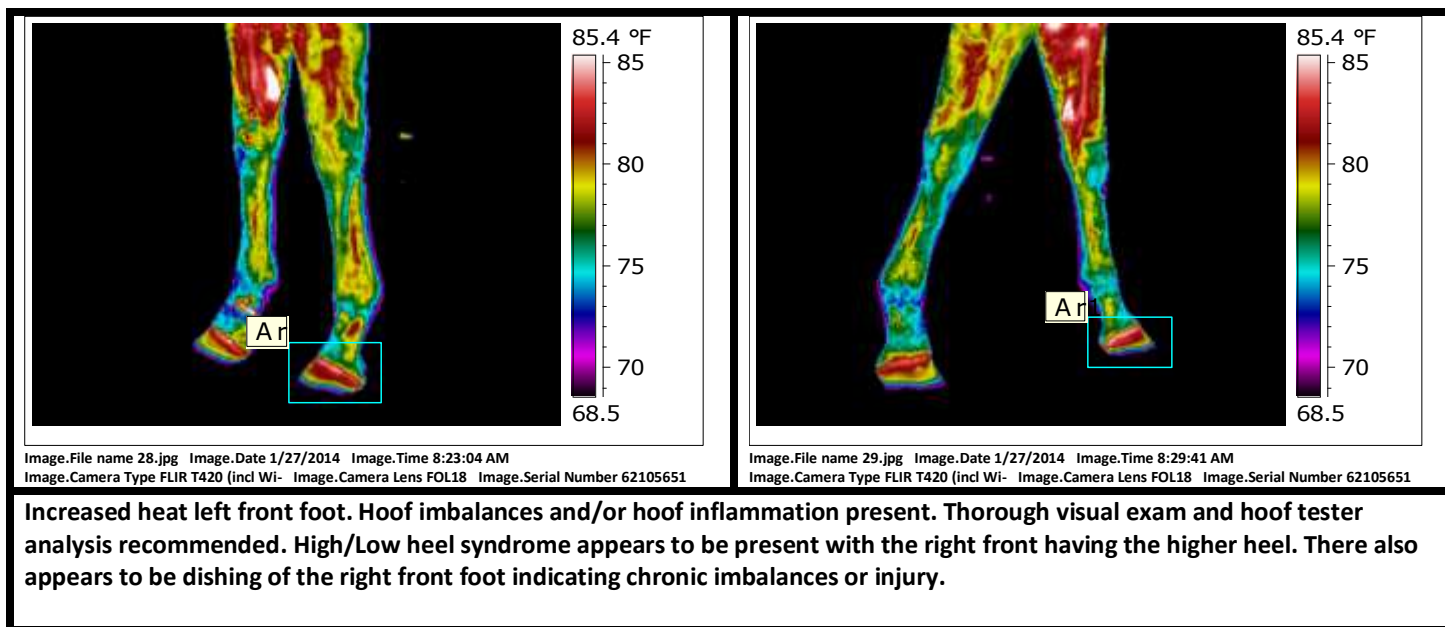 85.4 °F
85
80
75
70
68.5
Ar
Image.File name 28.jpg Image.Date 1/27/2014 Image.Time 8:23:04 AM
Image.Camera Type FLIR T420 (incl Wi- Image.Camera Lens FOL18 Image.Serial Number 62105651
85.4 °F
85
80
75
70
68.5
Ar
Image.File name 29.jpg Image.Date 1/27/2014 Image.Time 8:29:41 AM
Image.Camera Type FLIR T420 (incl Wi- Image.Camera Lens FOL18 Image.Serial Number 62105651
Increased heat left front foot. Hoof imbalances and/or hoof inflammation present. Thorough visual exam and hoof tester
analysis recommended. High/Low heel syndrome appears to be present with the right front having the higher heel. There also
appears to be dishing of the right front foot indicating chronic imbalances or injury.